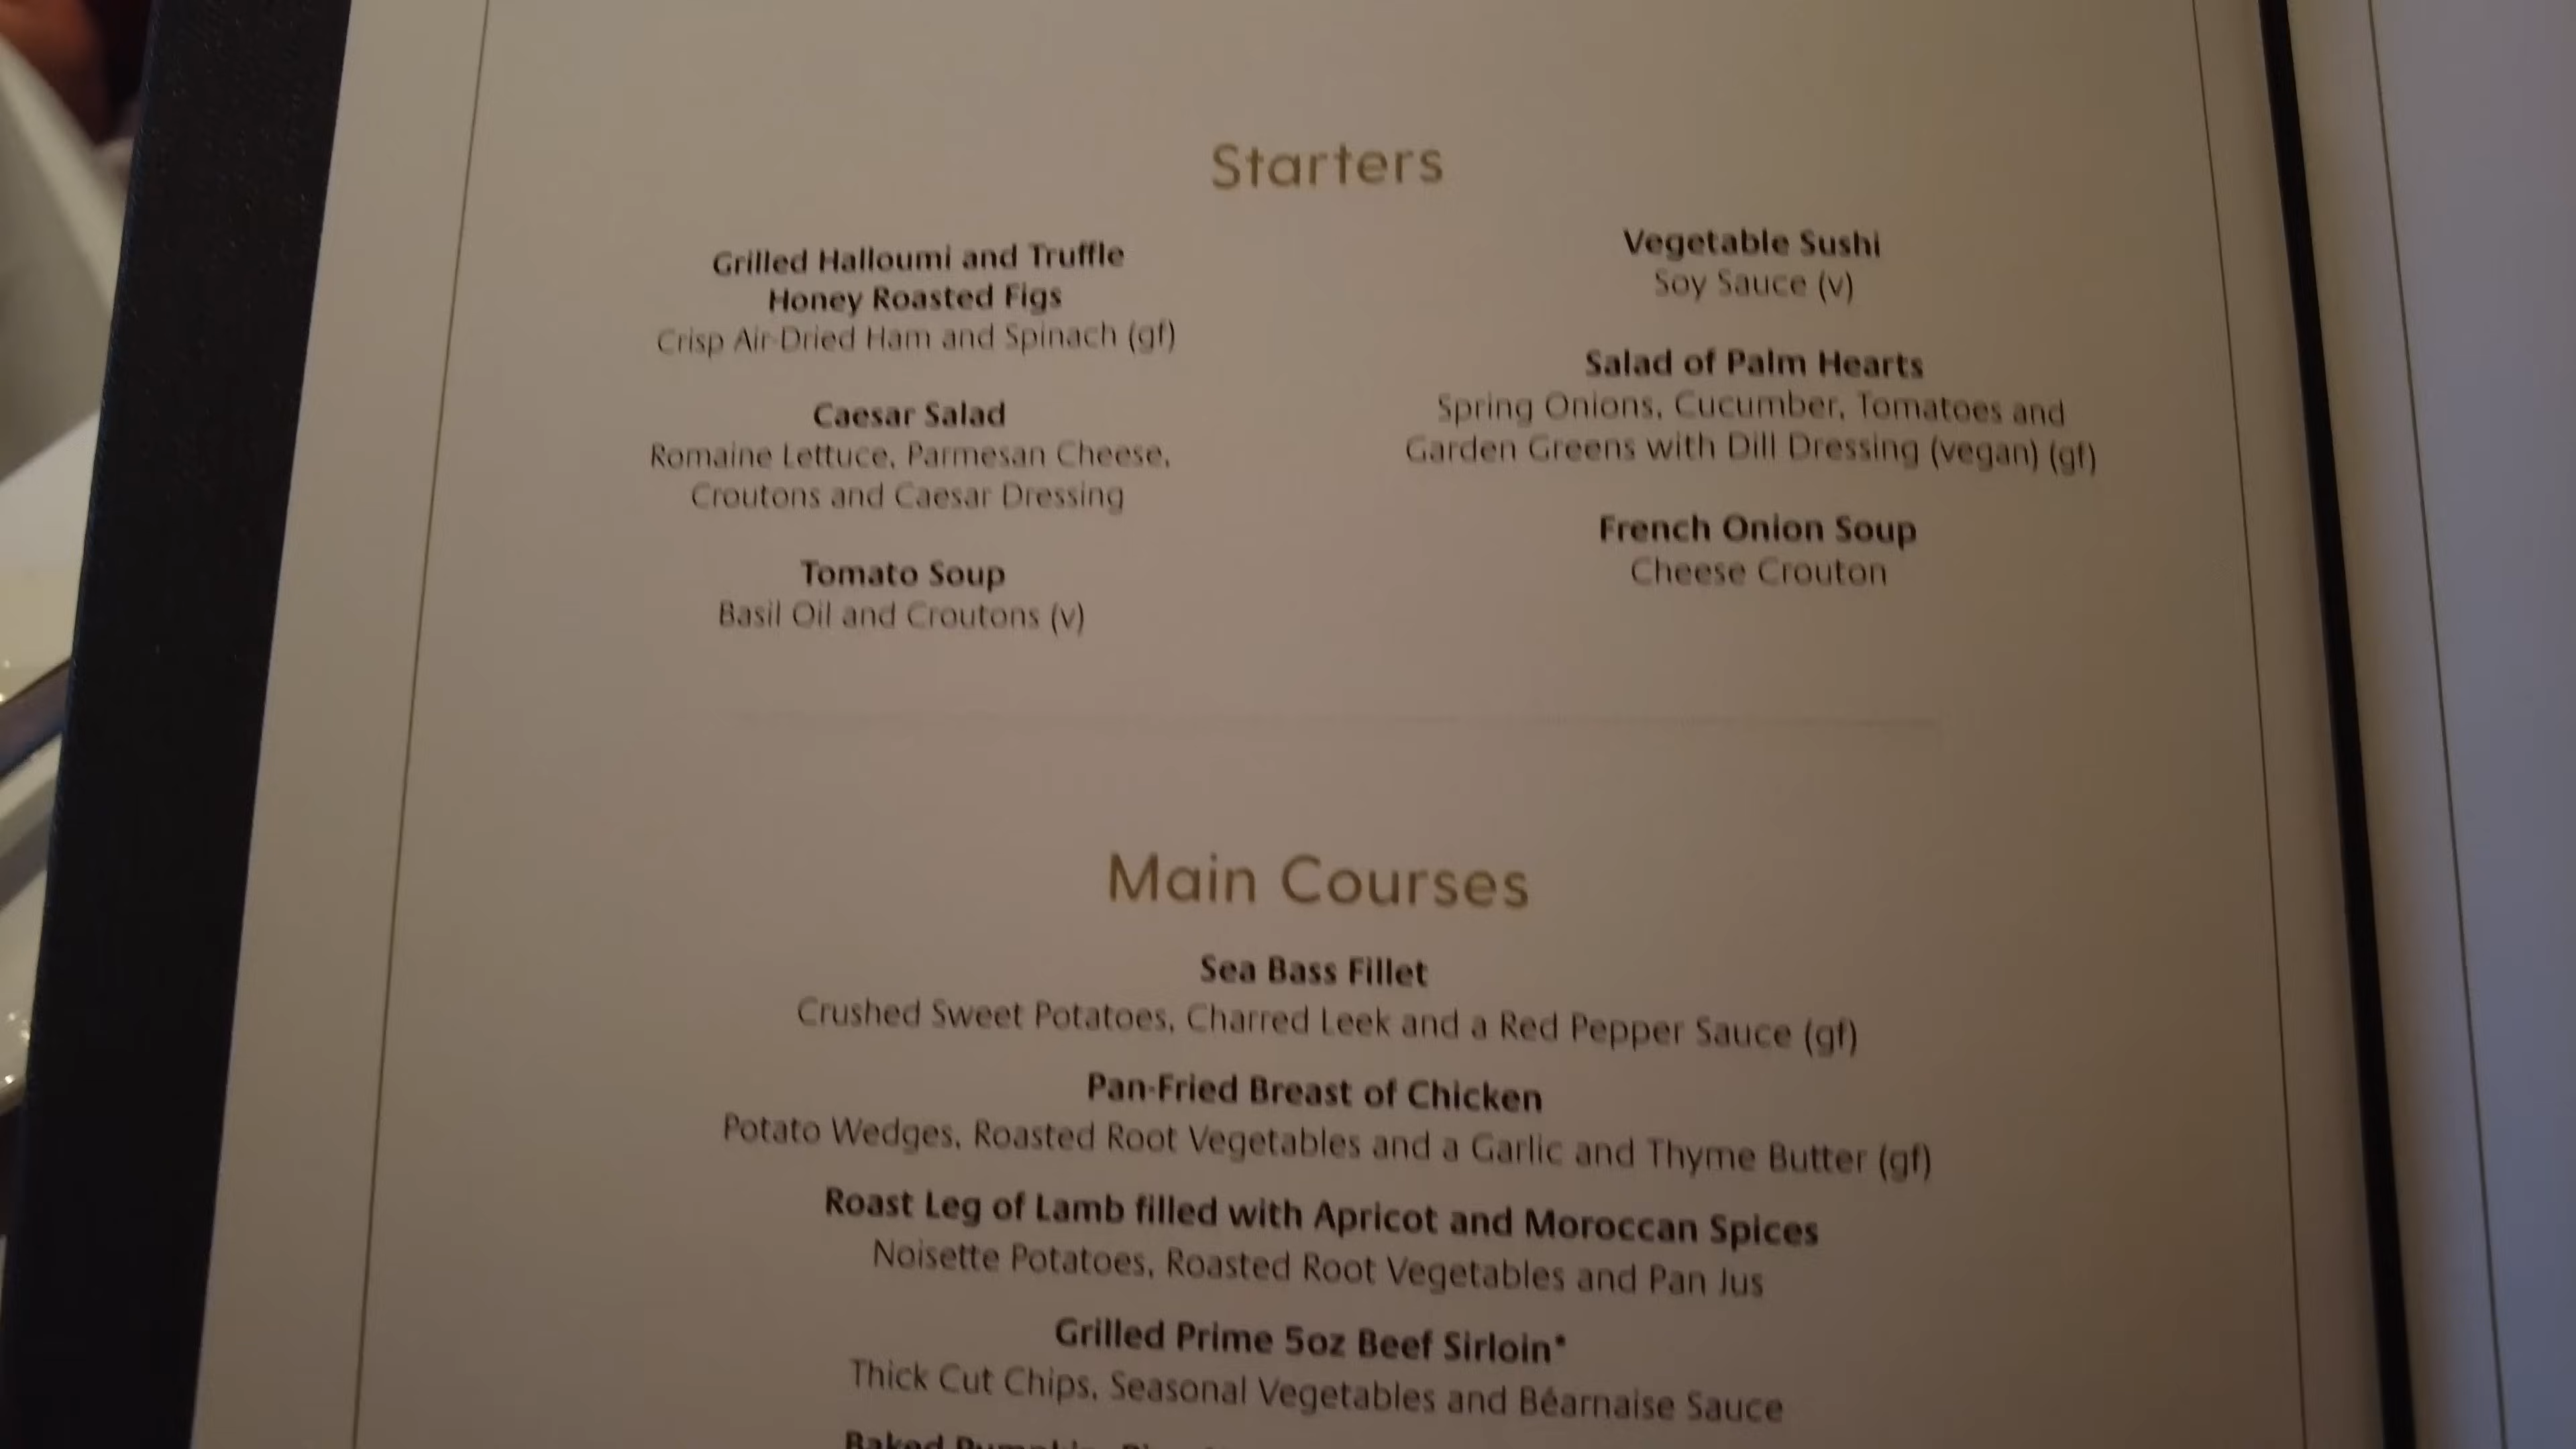 Starters
Grilled Halloumi and Truffle
Honey Roasted Figs
Crisp Air-Dried Ham and Spinach (gf)
Caesar Salad
Romaine Lettuce, Parmesan Cheese,
Croutons and Caesar Dressing
Tomato Soup
Basil Oil and Croutons (v)
Vegetable Sushi
Soy Sauce (v)
Salad of Palm Hearts
Spring Onions, Cucumber, Tomatoes and
Garden Greens with Dill Dressing (vegan) (gf)
French Onion Soup
Cheese Crouton
Main Courses
Sea Bass Fillet
Crushed Sweet Potatoes, Charred Leek and a Red Pepper Sauce (gf)
Pan-Fried Breast of Chicken
Potato Wedges, Roasted Root Vegetables and a Garlic and Thyme Butter (gf)
Roast Leg of Lamb filled with Apricot and Moroccan Spices
Noisette Potatoes, Roasted Root Vegetables and Pan Jus
Grilled Prime 5oz Beef Sirloin*
Thick Cut Chips, Seasonal Vegetables and Béarnaise Sauce
Baked